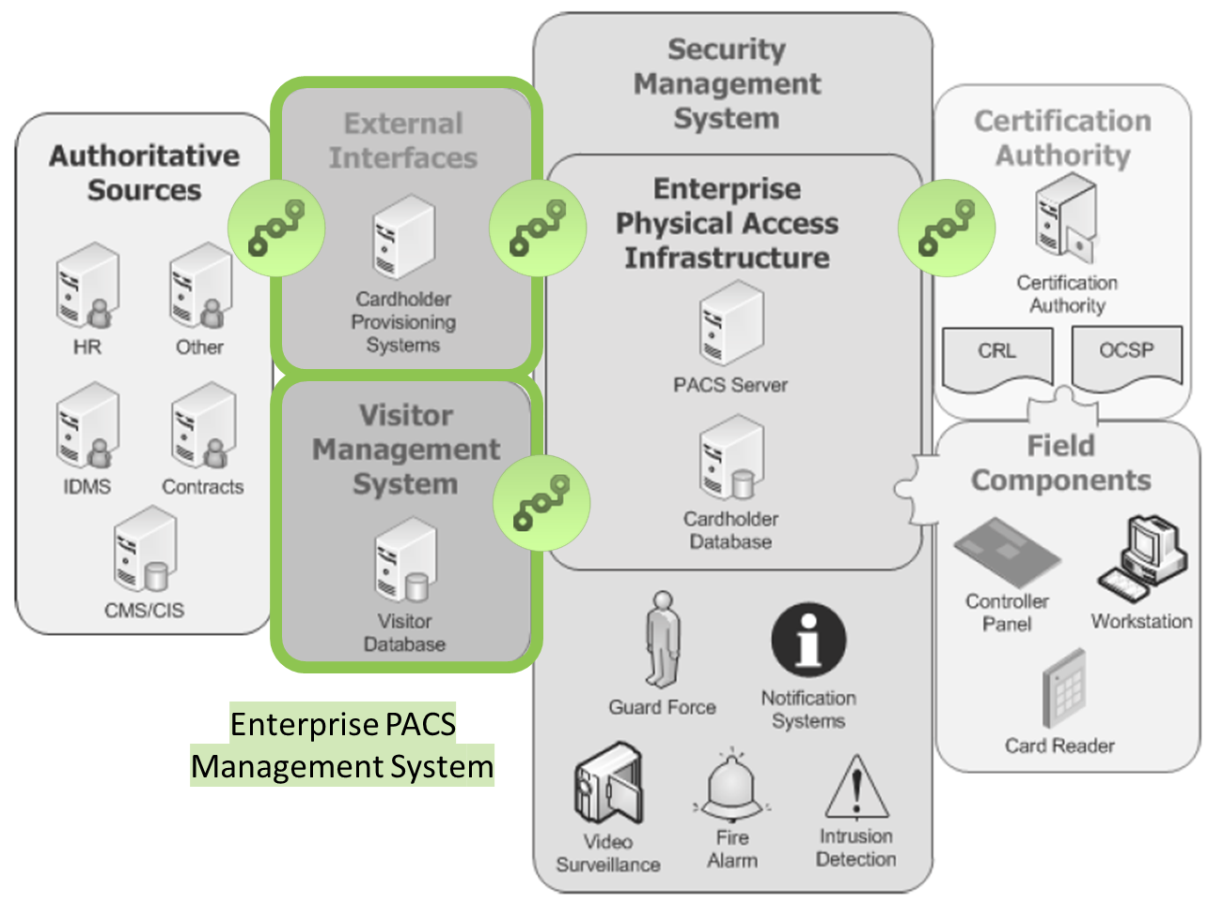 Authoritative
Sources
HR
Other
IDMS
Contracts
CMS/CIS
External
Interfaces
Cardholder
Provisioning
Systems
Visitor
Management
System
Visitor
Database
Enterprise PACS
Management System
Security
Management
System
Enterprise
Physical Access
Infrastructure
PACS Server
Cardholder
Database
Guard Force
Notification
Systems
Video
Surveillance
Fire
Alarm
Intrusion
Detection
Certification
Authority
Certification
Authority
CRL
OCSP
Field
Components
Controller
Panel
Workstation
Card Reader